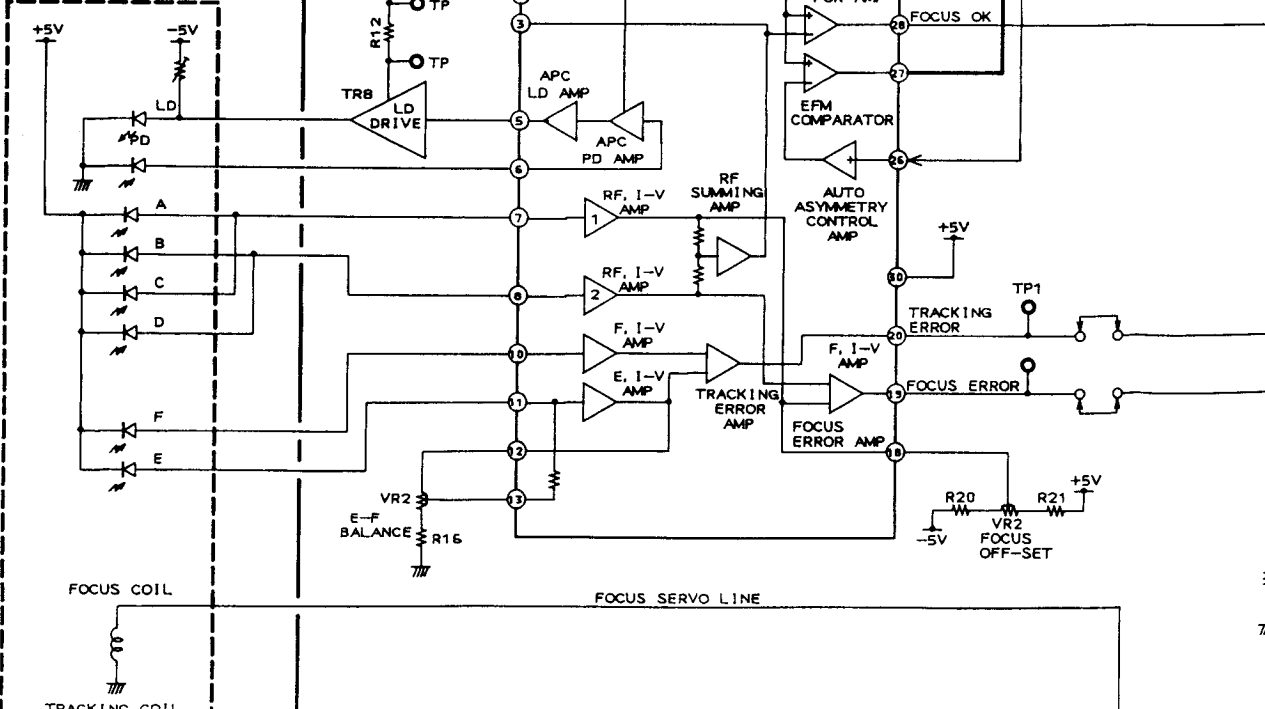 TP
+5V
-5V
R12
TP
3
28
FOCUS OK
27
TR8
LD
DRIVE
APC
LD AMP
5
APC
PD AMP
EFM
COMPARATOR
LD
PD
6
26
AUTO
ASYMMETRY
CONTROL
AMP
RF
SUMMING
AMP
A
7
RF, I-V
AMP
1
+5V
B
C
8
RF, I-V
AMP
2
30
TP1
D
TRACKING
ERROR
20
10
F, I-V
AMP
F, I-V
AMP
E, I-V
AMP
11
TRACKING
ERROR
AMP
19
FOCUS ERROR
F
FOCUS
ERROR AMP
12
18
E
VR2
13
E-F
BALANCE
R16
R20
R21
+5V
-5V
VR2
FOCUS
OFF-SET
FOCUS COIL
FOCUS SERVO LINE
TRACKING COIL